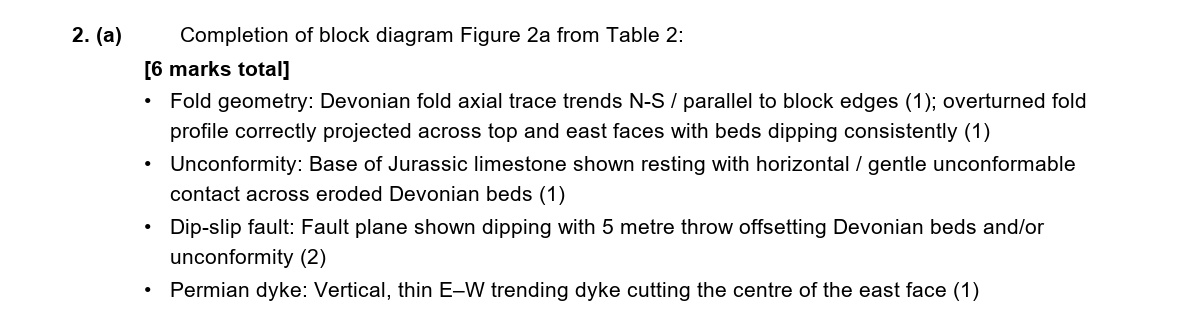 2. (a) Completion of block diagram Figure 2a from Table 2:
[6 marks total]
• Fold geometry: Devonian fold axial trace trends N-S / parallel to block edges (1); overturned fold
profile correctly projected across top and east faces with beds dipping consistently (1)
• Unconformity: Base of Jurassic limestone shown resting with horizontal / gentle unconformable
contact across eroded Devonian beds (1)
• Dip-slip fault: Fault plane shown dipping with 5 metre throw offsetting Devonian beds and/or
unconformity (2)
• Permian dyke: Vertical, thin E–W trending dyke cutting the centre of the east face (1)